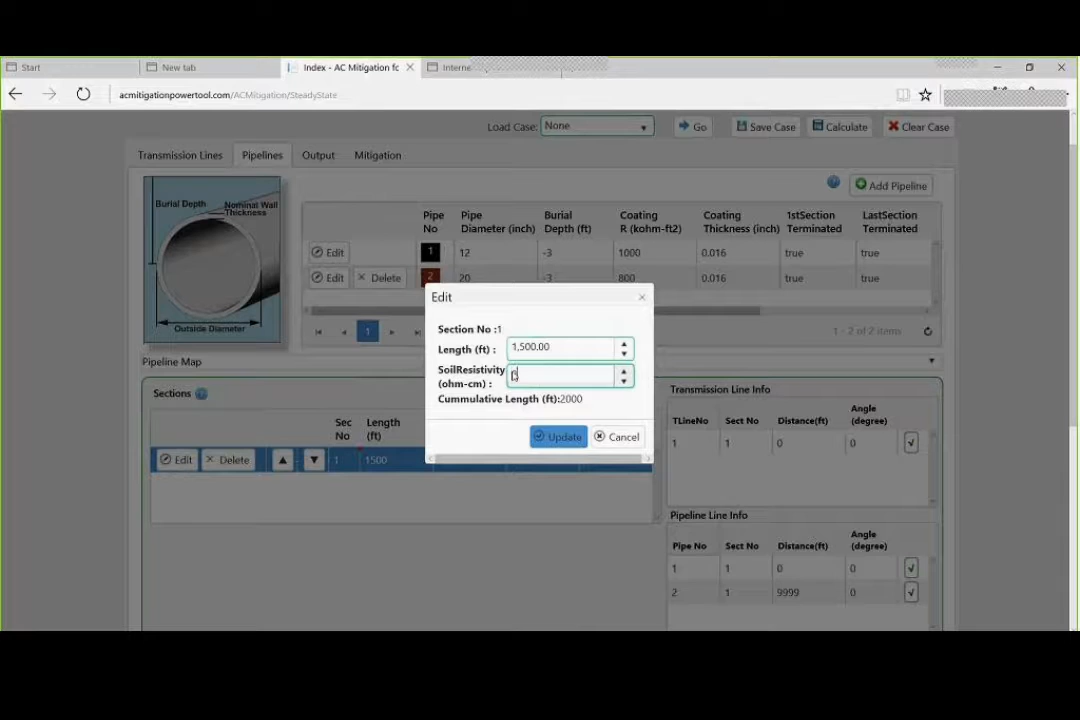 Start
New tab
Index - AC Mitigation fc
Interne
acmitigationpowertool.com/ACMitigation/SteadyState
Load Case: None
Go
Save Case
Calculate
Clear Case
Transmission Lines
Pipelines
Output
Mitigation
Burial Depth
Nominal Wall
Thickness
Outside Diameter
Add Pipeline
Pipe No
Pipe Diameter (inch)
Burial Depth (ft)
Coating R (kohm-ft2)
Coating Thickness (inch)
1stSection Terminated
LastSection Terminated
Edit 1 12 -3 1000 0.016 true true
Edit Delete 2 20 -3 800 0.016 true true
1
1 - 2 of 2 items
Pipeline Map
Edit
Section No :1
Length (ft) : 1,500.00
SoilResistivity
(ohm-cm) :
Cummulative Length (ft):2000
Update
Cancel
Sections
Sec No
Length (ft)
Edit Delete 1 1500
Transmission Line Info
TLineNo Sect No Distance(ft) Angle (degree)
1 1 0 0 √
Pipeline Line Info
Pipe No Sect No Distance(ft) Angle (degree)
1 1 0 0 √
2 1 9999 0 √